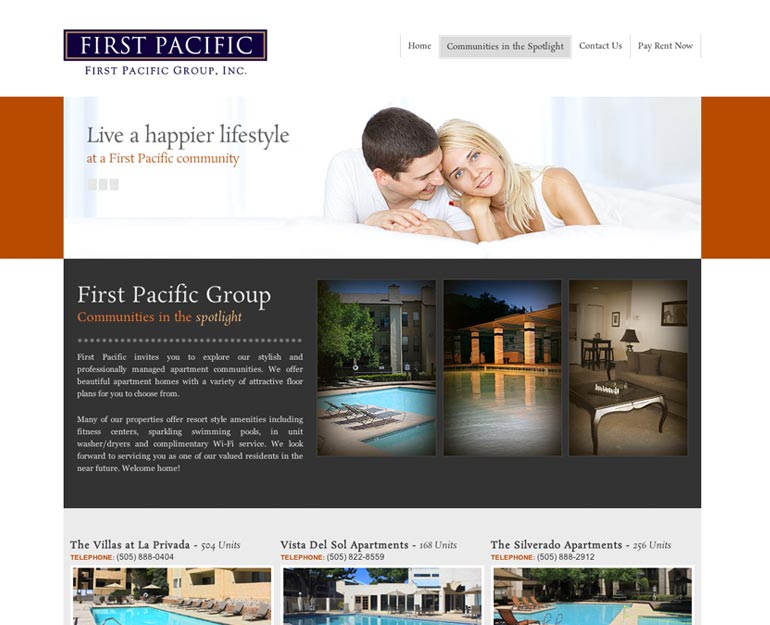 FIRST PACIFIC
FIRST PACIFIC GROUP, INC.
Home
Communities in the Spotlight
Contact Us
Pay Rent Now
Live a happier lifestyle
at a First Pacific community
First Pacific Group
Communities in the spotlight
First Pacific invites you to explore our stylish and
professionally managed apartment communities. We offer
beautiful apartment homes with a variety of attractive floor
plans for you to choose from.
Many of our properties offer resort style amenities including
fitness centers, sparkling swimming pools, in unit
washer/dryers and complimentary Wi-Fi service. We look
forward to servicing you as one of our valued residents in the
near future. Welcome home!
The Villas at La Privada - 504 Units
TELEPHONE: (505) 888-0404
Vista Del Sol Apartments - 168 Units
TELEPHONE: (505) 822-8559
The Silverado Apartments - 256 Units
TELEPHONE: (505) 888-2912